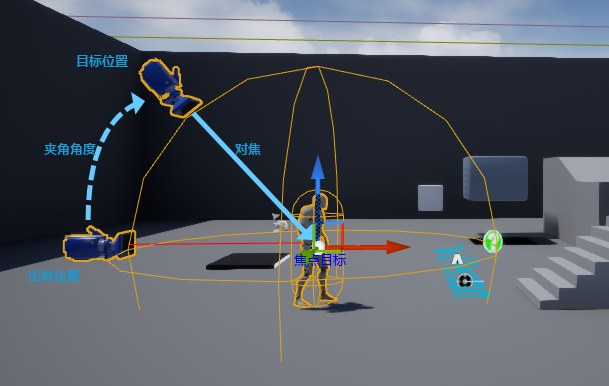 目标位置
夹角角度
对焦
焦点目标
出发位置